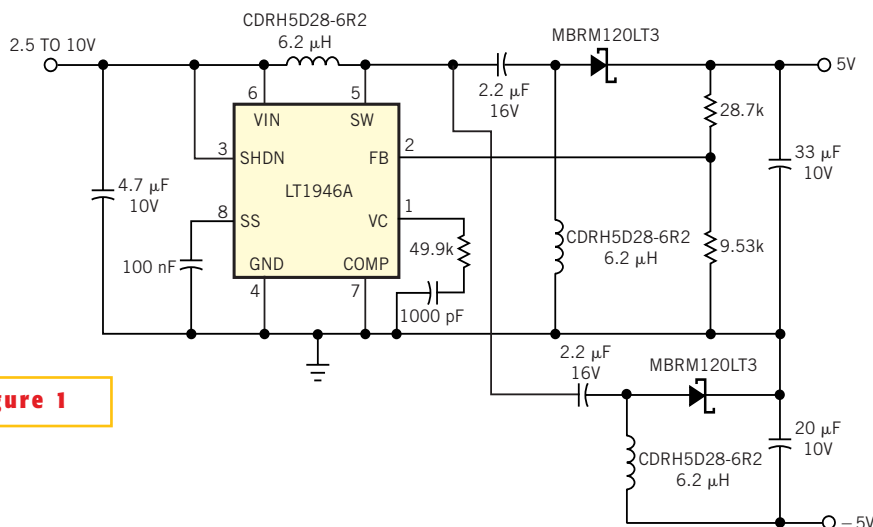 CDRH5D28-6R2
6.2 μH
MBRM120LT3
2.5 TO 10V
5V
2.2 μF
16V
6
5
VIN
SW
28.7k
3
SHDN
FB
2
33 μF
10V
4.7 μF
10V
LT1946A
8
SS
VC
1
49.9k
CDRH5D28-6R2
6.2 μH
9.53k
100 nF
GND
COMP
4
7
1000 pF
2.2 μF
16V
MBRM120LT3
gure 1
20 μF
10V
CDRH5D28-6R2
6.2 μH
–5V